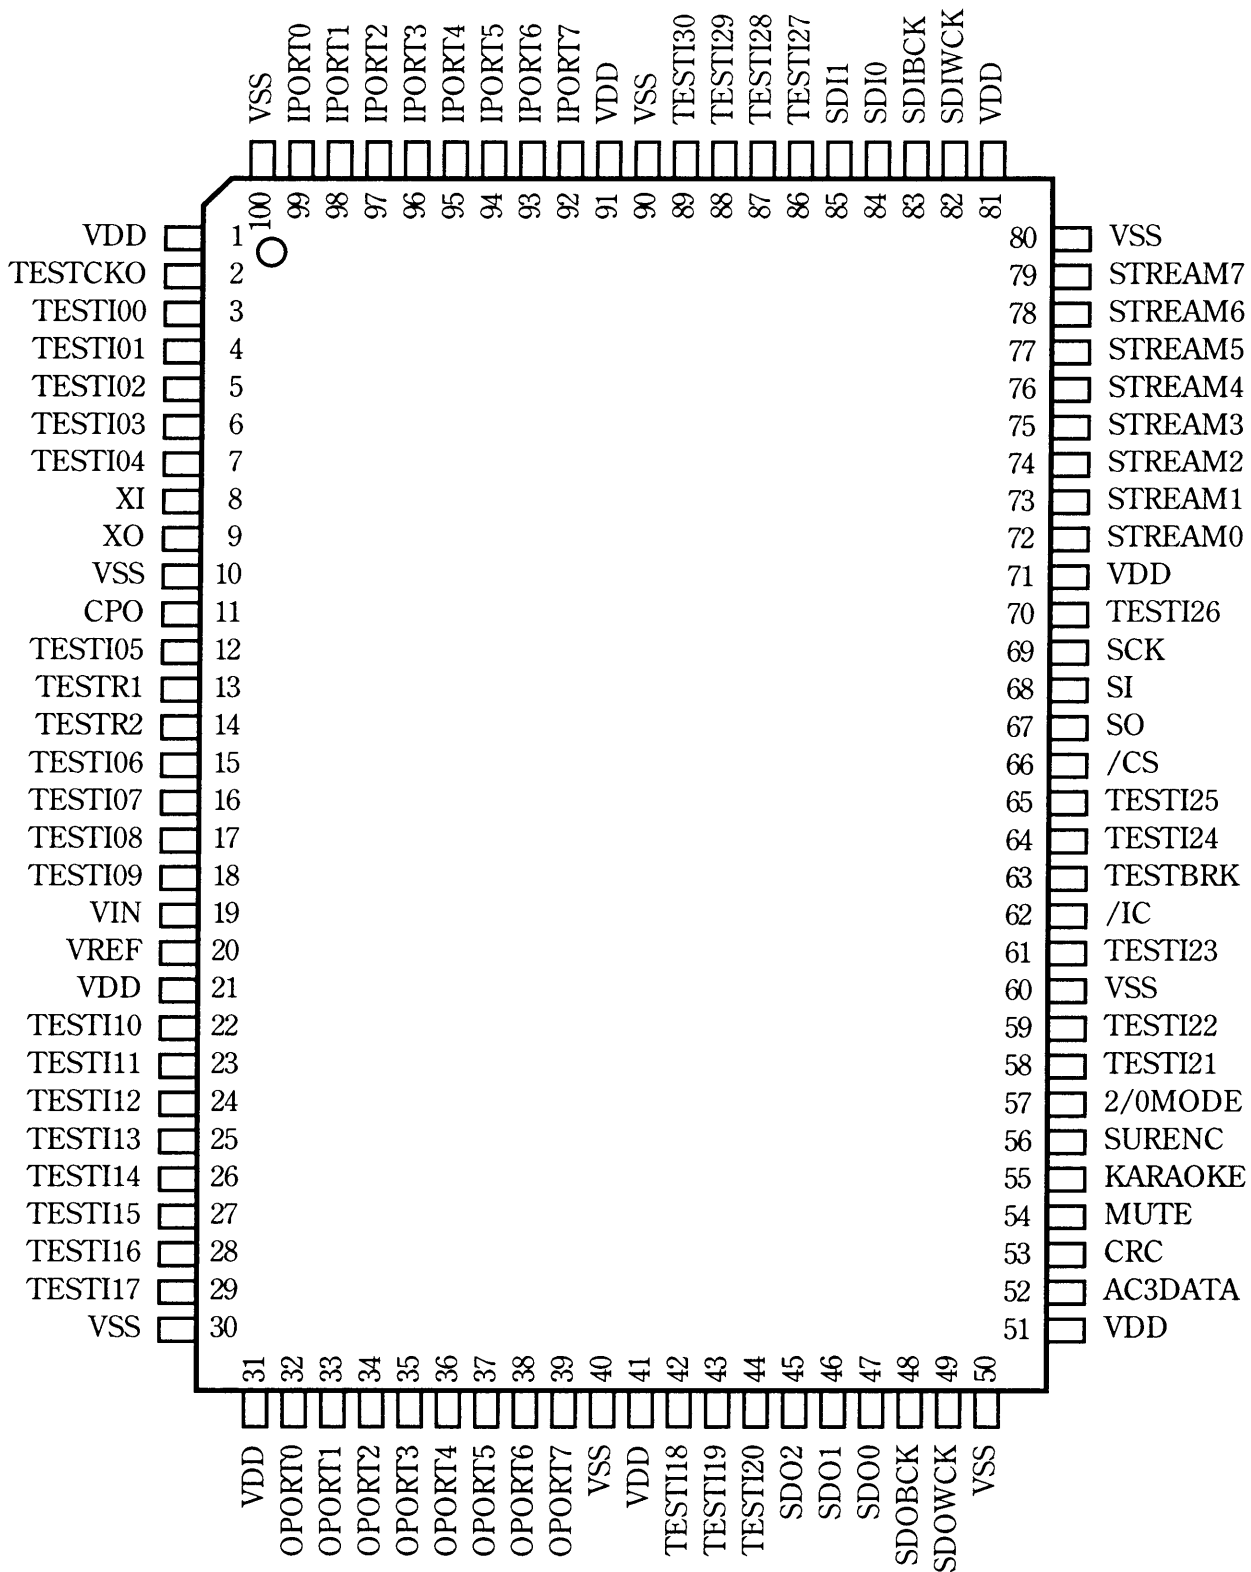 VSS
IPORT0
IPORT1
IPORT2
IPORT3
IPORT4
IPORT5
IPORT6
IPORT7
VDD
VSS
TESTI30
TESTI29
TESTI28
TESTI27
SDI1
SDI0
SDIBCK
SDIWCK
VDD
100
99
98
97
96
95
94
93
92
91
90
89
88
87
86
85
84
83
82
81
VDD 1
TESTCKO 2
TESTI00 3
TESTI01 4
TESTI02 5
TESTI03 6
TESTI04 7
XI 8
XO 9
VSS 10
CPO 11
TESTI05 12
TESTR1 13
TESTR2 14
TESTI06 15
TESTI07 16
TESTI08 17
TESTI09 18
VIN 19
VREF 20
VDD 21
TESTI10 22
TESTI11 23
TESTI12 24
TESTI13 25
TESTI14 26
TESTI15 27
TESTI16 28
TESTI17 29
VSS 30
80 VSS
79 STREAM7
78 STREAM6
77 STREAM5
76 STREAM4
75 STREAM3
74 STREAM2
73 STREAM1
72 STREAM0
71 VDD
70 TESTI26
69 SCK
68 SI
67 SO
66 /CS
65 TESTI25
64 TESTI24
63 TESTBRK
62 /IC
61 TESTI23
60 VSS
59 TESTI22
58 TESTI21
57 2/0MODE
56 SURENC
55 KARAOKE
54 MUTE
53 CRC
52 AC3DATA
51 VDD
31
32
33
34
35
36
37
38
39
40
41
42
43
44
45
46
47
48
49
50
VDD
OPORT0
OPORT1
OPORT2
OPORT3
OPORT4
OPORT5
OPORT6
OPORT7
VSS
VDD
TESTI18
TESTI19
TESTI20
SDO2
SDO1
SDO0
SDOBCK
SDOWCK
VSS